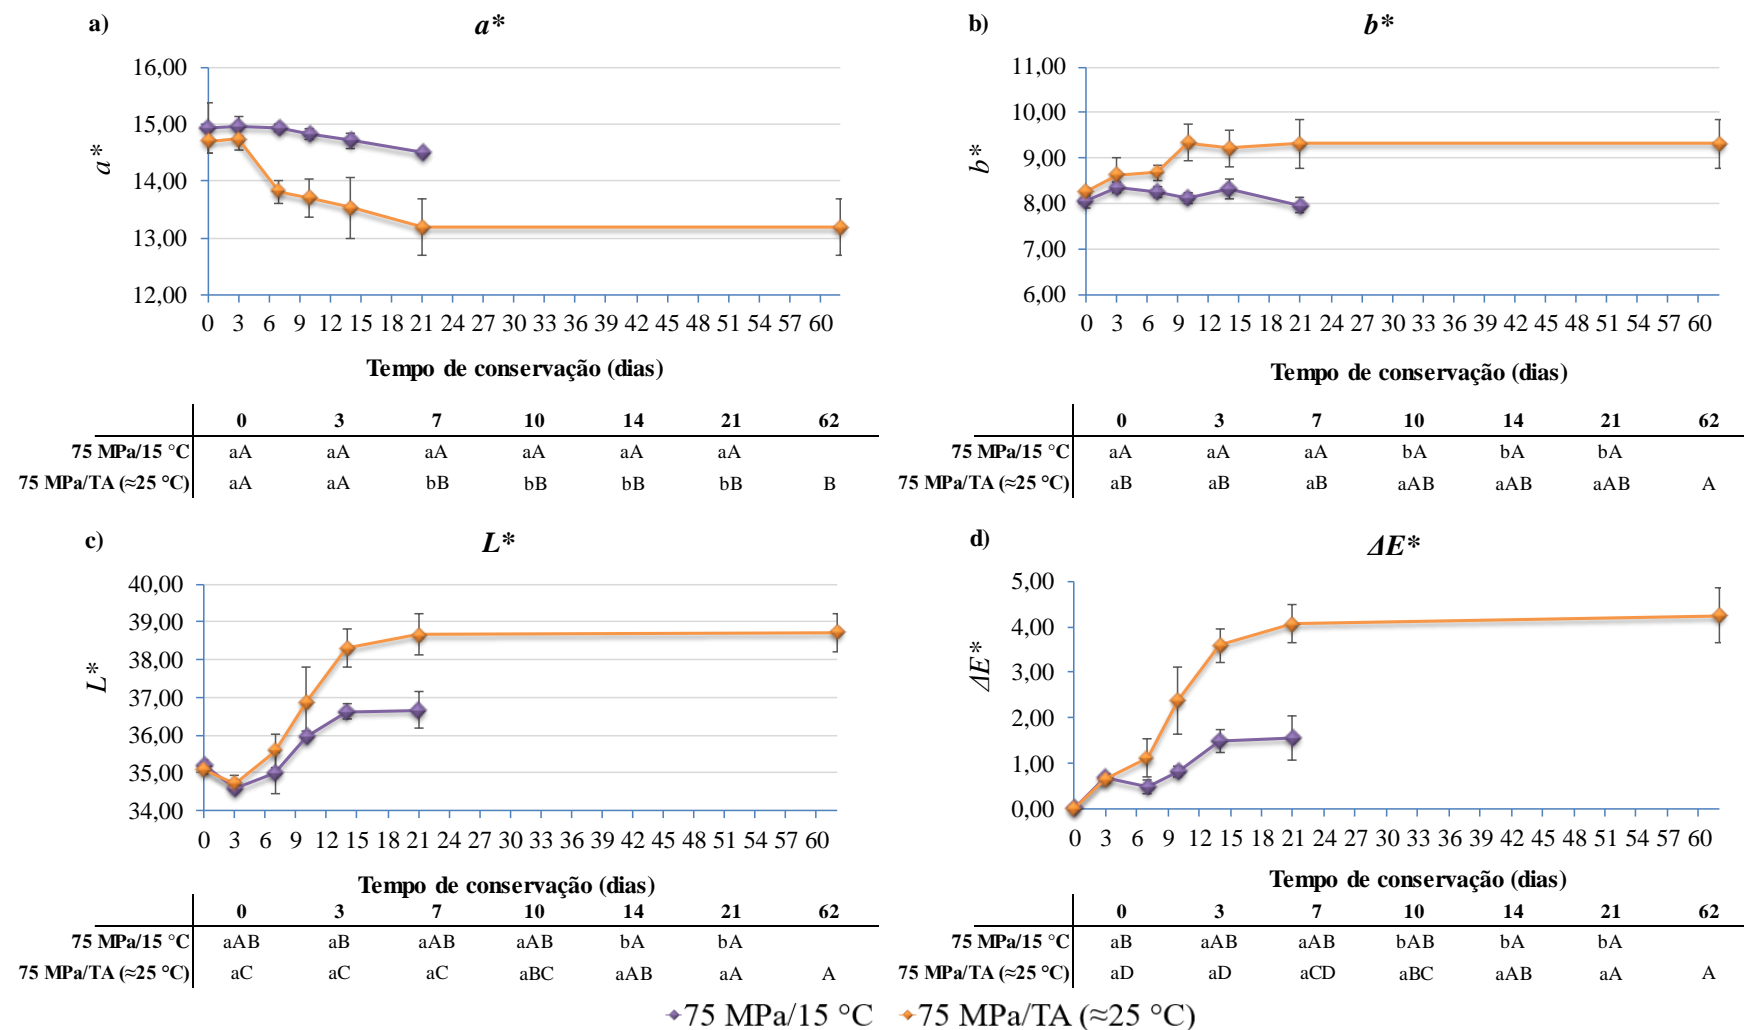 a)
a*
16,00
15,00
14,00
13,00
12,00
a*
0 3 6 9 12 15 18 21 24 27 30 33 36 39 42 45 48 51 54 57 60
Tempo de conservação (dias)
0 3 7 10 14 21 62
75 MPa/15 °C aA aA aA aA aA aA
75 MPa/TA (≈25 °C) aA aA bB bB bB bB B
b)
b*
11,00
10,00
9,00
8,00
7,00
6,00
b*
0 3 6 9 12 15 18 21 24 27 30 33 36 39 42 45 48 51 54 57 60
Tempo de conservação (dias)
0 3 7 10 14 21 62
75 MPa/15 °C aA aA aA bA bA bA
75 MPa/TA (≈25 °C) aB aB aB aAB aAB aAB A
c)
L*
40,00
39,00
38,00
37,00
36,00
35,00
34,00
L*
0 3 6 9 12 15 18 21 24 27 30 33 36 39 42 45 48 51 54 57 60
Tempo de conservação (dias)
0 3 7 10 14 21 62
75 MPa/15 °C aAB aB aAB aAB bA bA
75 MPa/TA (≈25 °C) aC aC aC aBC aAB aA A
d)
ΔE*
5,00
4,00
3,00
2,00
1,00
0,00
ΔE*
0 3 6 9 12 15 18 21 24 27 30 33 36 39 42 45 48 51 54 57 60
Tempo de conservação (dias)
0 3 7 10 14 21 62
75 MPa/15 °C aB aAB aAB bAB bA bA
75 MPa/TA (≈25 °C) aD aD aCD aBC aAB aA A
75 MPa/15 °C 75 MPa/TA (≈25 °C)